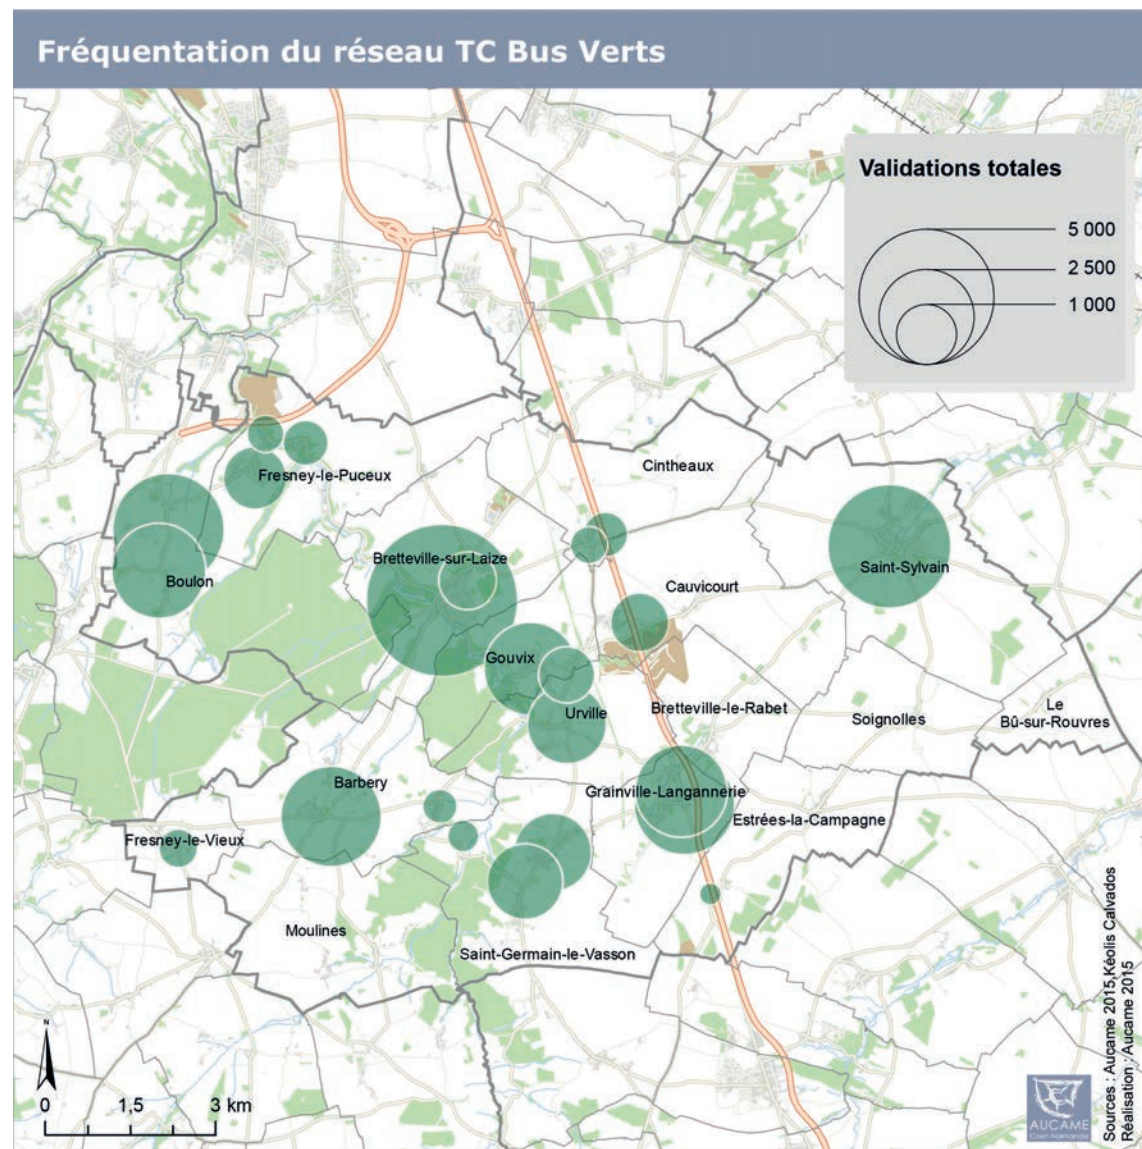 Fréquentation du réseau TC Bus Verts
Validations totales
5 000
2 500
1 000
Cintheaux
Fresney-le-Puceux
Bretteville-sur-Laize
Saint-Sylvain
Boulon
Cauvicourt
Gouvix
Urville
Bretteville-le-Rabet
Soignolles
Le
Bû-sur-Rouvres
Barbery
Grainville-Langannerie
Estrées-la-Campagne
Fresney-le-Vieux
Moulines
Saint-Germain-le-Vasson
N
0 1,5 3 km
AUCAME
Caen Normandie
Sources : Aucame 2015,Kéolis Calvados
Réalisation : Aucame 2015